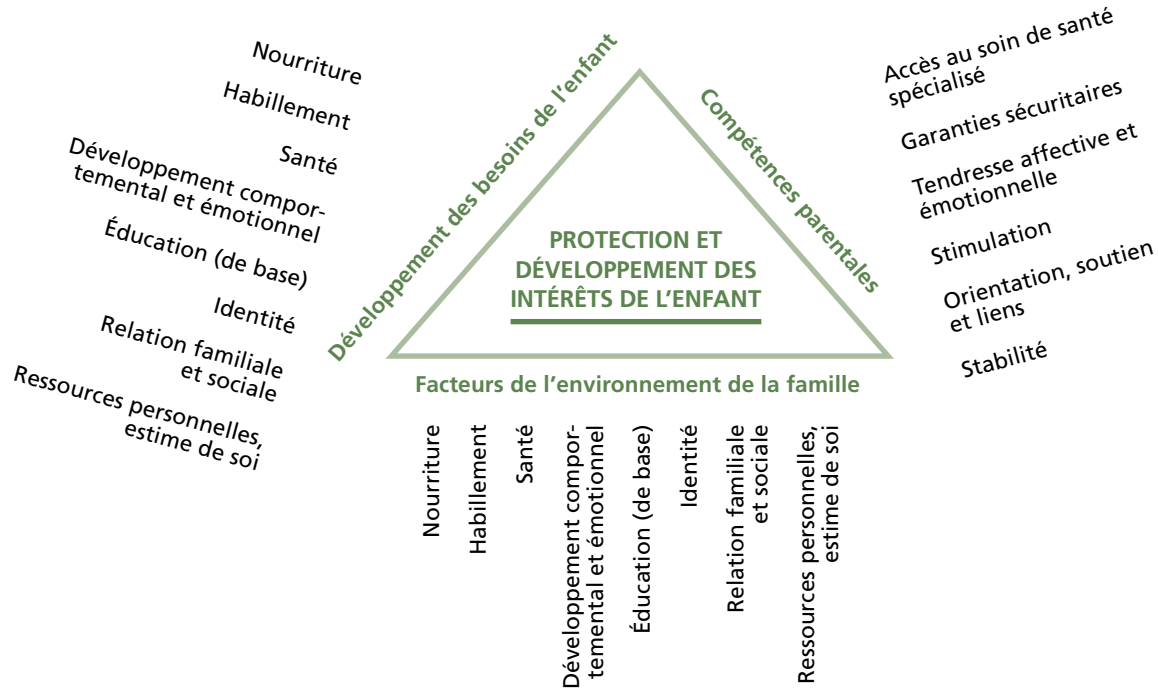 Nourriture
Habillement
Santé
Développement compor-
temental et émotionnel
Éducation (de base)
Identité
Relation familiale
et sociale
Ressources personnelles,
estime de soi
Développement des besoins de l'enfant
Compétences parentales
Accès au soin de santé
spécialisé
Garanties sécuritaires
Tendresse affective et
émotionnelle
Stimulation
Orientation, soutien
et liens
Stabilité
PROTECTION ET
DÉVELOPPEMENT DES
INTÉRÊTS DE L'ENFANT
Facteurs de l'environnement de la famille
Nourriture
Habillement
Santé
Développement compor-
temental et émotionnel
Éducation (de base)
Identité
Relation familiale
et sociale
Ressources personnelles,
estime de soi